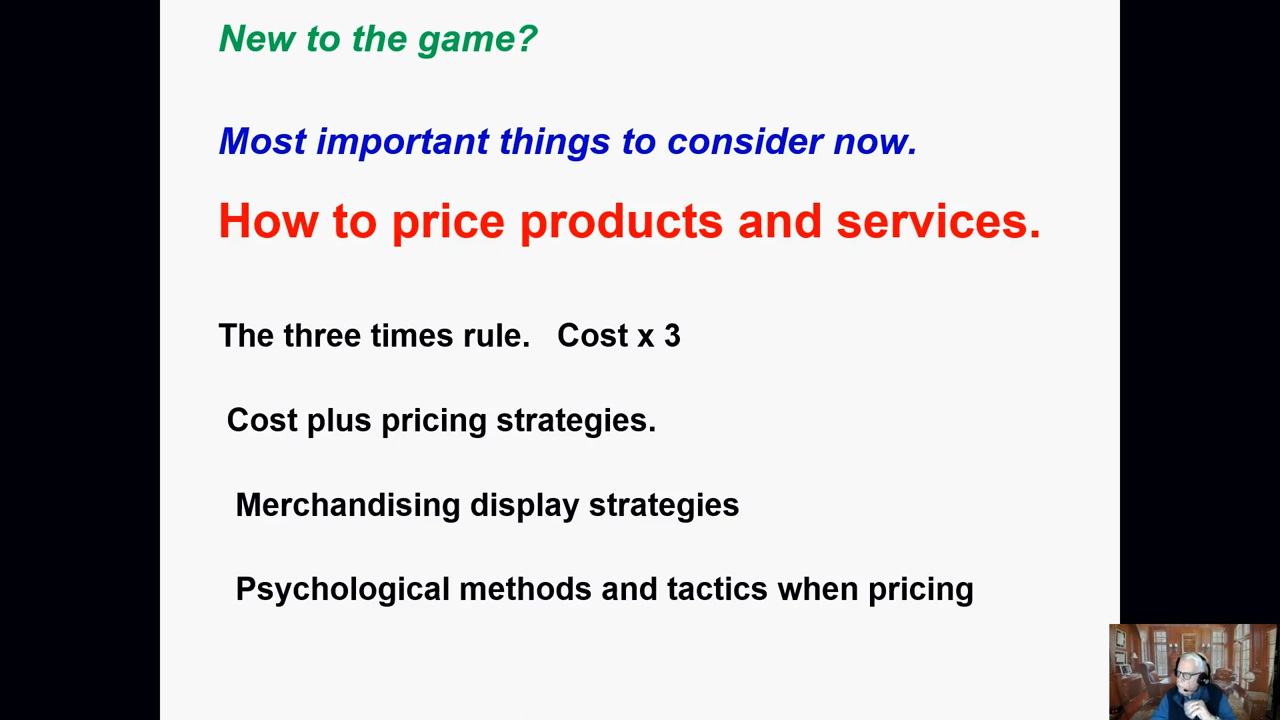 New to the game?
Most important things to consider now.
How to price products and services.
The three times rule.   Cost x 3
Cost plus pricing strategies.
Merchandising display strategies
Psychological methods and tactics when pricing